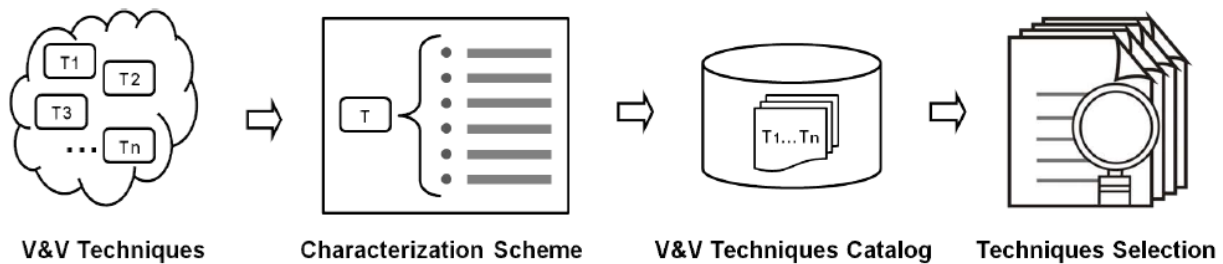 T1
T2
T3
... Tn
T
T1...Tn
V&V Techniques
Characterization Scheme
V&V Techniques Catalog
Techniques Selection